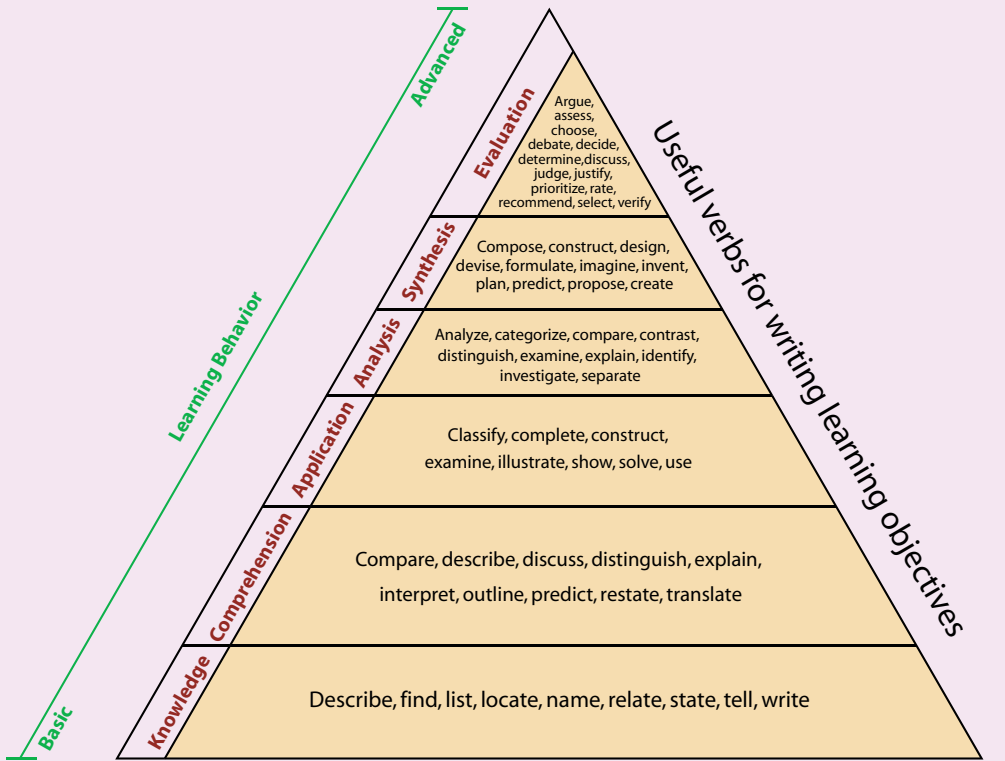 Advanced
Learning Behavior
Basic
Evaluation
Argue,
assess,
choose,
debate, decide,
determine,discuss,
judge, justify,
prioritize, rate,
recommend, select, verify
Synthesis
Compose, construct, design,
devise, formulate, imagine, invent,
plan, predict, propose, create
Analysis
Analyze, categorize, compare, contrast,
distinguish, examine, explain, identify,
investigate, separate
Application
Classify, complete, construct,
examine, illustrate, show, solve, use
Comprehension
Compare, describe, discuss, distinguish, explain,
interpret, outline, predict, restate, translate
Knowledge
Describe, find, list, locate, name, relate, state, tell, write
Useful verbs for writing learning objectives